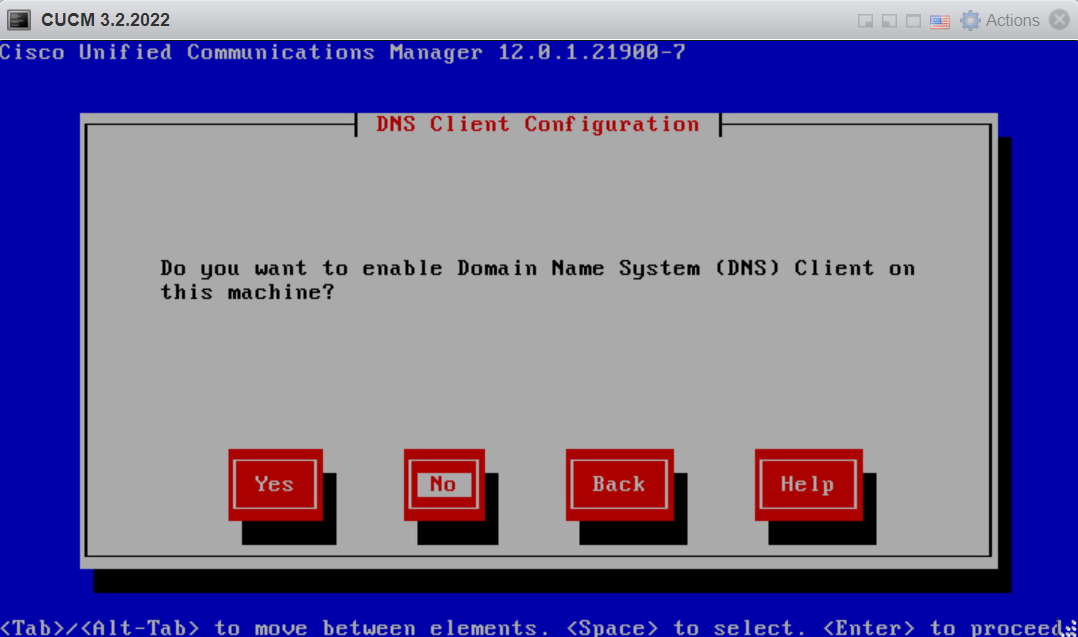 CUCM 3.2.2022 Actions
Cisco Unified Communications Manager 12.0.1.21900-7
DNS Client Configuration
Do you want to enable Domain Name System (DNS) Client on
this machine?
Yes No Back Help
<Tab>/<Alt-Tab> to move between elements. <Space> to select. <Enter> to proceed.